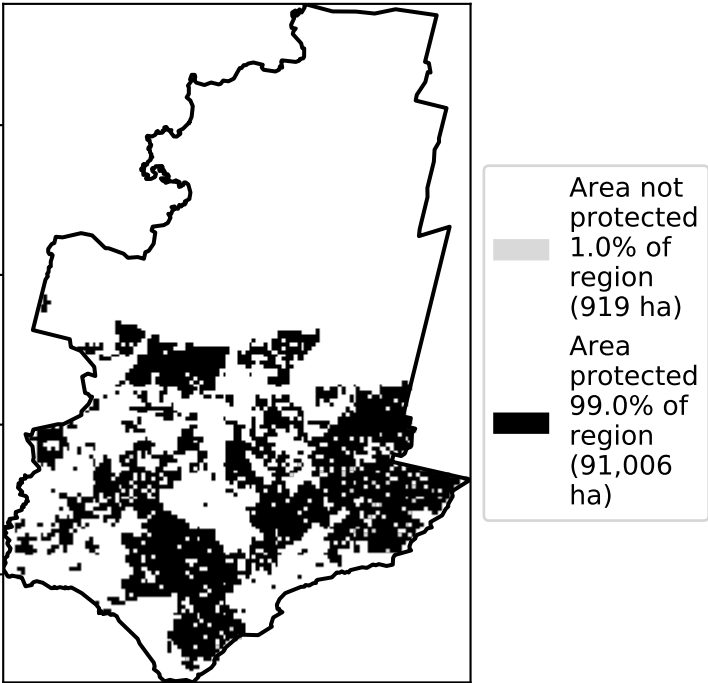 Area not
protected
1.0% of
region
(919 ha)
Area
protected
99.0% of
region
(91,006
ha)